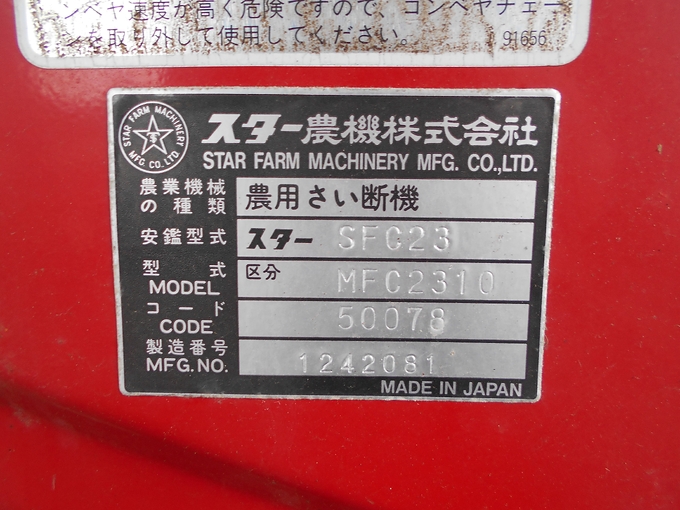 ンベヤ速度が高く危険ですので、コンベヤチェー
ンを取り外して使用してください。
91656
STAR FARM MACHINERY
MFG. CO. LTD.
スター農機株式会社
STAR FARM MACHINERY MFG. CO.,LTD.
農業機械の種類 農用さい断機
安鑑型式 スター SFC23
型式 区分 MFC2310
MODEL
コード 50078
CODE
製造番号 1242081
MFG.NO.
MADE IN JAPAN